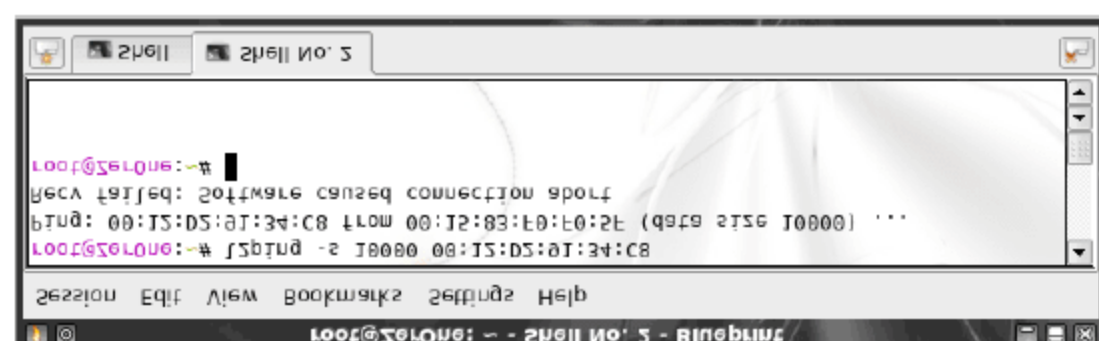 root@ZerOne: ~ - Shell No. 2 - Blueprint
Session Edit View Bookmarks Settings Help
root@ZerOne:~# l2ping -s 10000 00:12:D2:91:34:C8
Ping: 00:12:D2:91:34:C8 from 00:15:83:F0:F0:5F (data size 10000) ...
Recv failed: Software caused connection abort
root@ZerOne:~#
Shell Shell No. 2